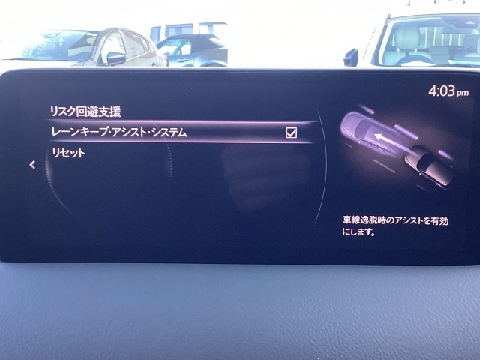 4:03 pm
リスク回避支援
レーンキープ・アシスト・システム
リセット
車線逸脱時のアシストを有効
にします。